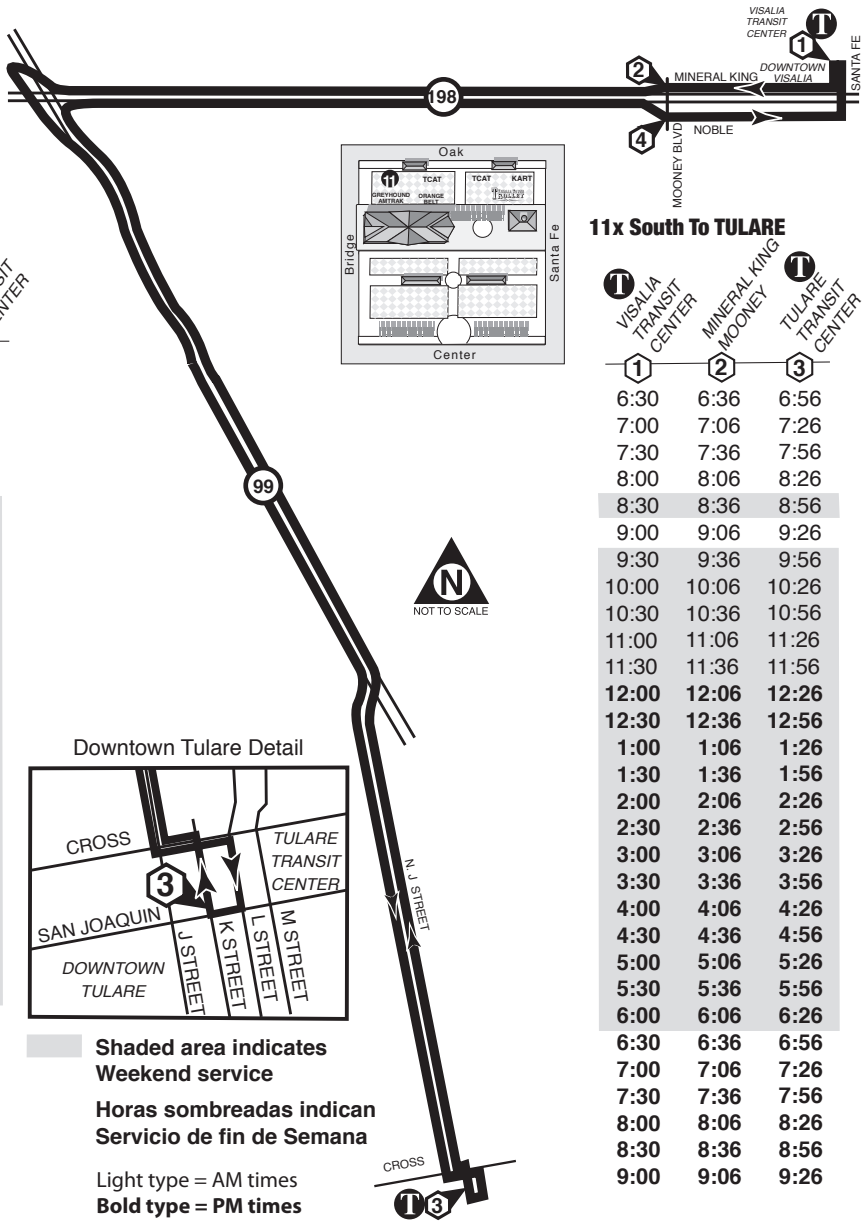 VISALIA
TRANSIT
CENTER
T
1
SANTA FE
2
MINERAL KING
DOWNTOWN
VISALIA
198
4
NOBLE
MOONEY BLVD
Oak
11
TCAT
TCAT
KART
GREYHOUND
AMTRAK
ORANGE
BELT
TROLLEY
Bridge
Santa Fe
Center
11x South To TULARE
T
VISALIA
TRANSIT
CENTER
MINERAL KING
MOONEY
T
TULARE
TRANSIT
CENTER
1 2 3
6:30 6:36 6:56
7:00 7:06 7:26
7:30 7:36 7:56
8:00 8:06 8:26
8:30 8:36 8:56
9:00 9:06 9:26
9:30 9:36 9:56
10:00 10:06 10:26
10:30 10:36 10:56
11:00 11:06 11:26
11:30 11:36 11:56
12:00 12:06 12:26
12:30 12:36 12:56
1:00 1:06 1:26
1:30 1:36 1:56
2:00 2:06 2:26
2:30 2:36 2:56
3:00 3:06 3:26
3:30 3:36 3:56
4:00 4:06 4:26
4:30 4:36 4:56
5:00 5:06 5:26
5:30 5:36 5:56
6:00 6:06 6:26
6:30 6:36 6:56
7:00 7:06 7:26
7:30 7:36 7:56
8:00 8:06 8:26
8:30 8:36 8:56
9:00 9:06 9:26
99
N
NOT TO SCALE
N. J STREET
Downtown Tulare Detail
CROSS
TULARE
TRANSIT
CENTER
3
SAN JOAQUIN
J STREET
K STREET
L STREET
M STREET
DOWNTOWN
TULARE
Shaded area indicates
Weekend service
Horas sombreadas indican
Servicio de fin de Semana
Light type = AM times
Bold type = PM times
CROSS
T
3